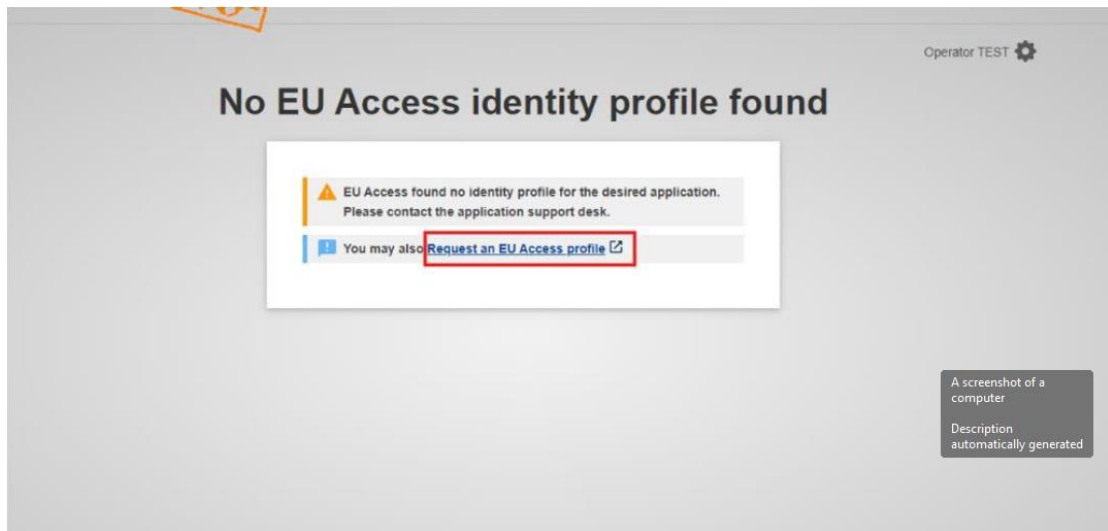 Operator TEST
No EU Access identity profile found
EU Access found no identity profile for the desired application.
Please contact the application support desk.
You may also Request an EU Access profile
A screenshot of a
computer
Description
automatically generated